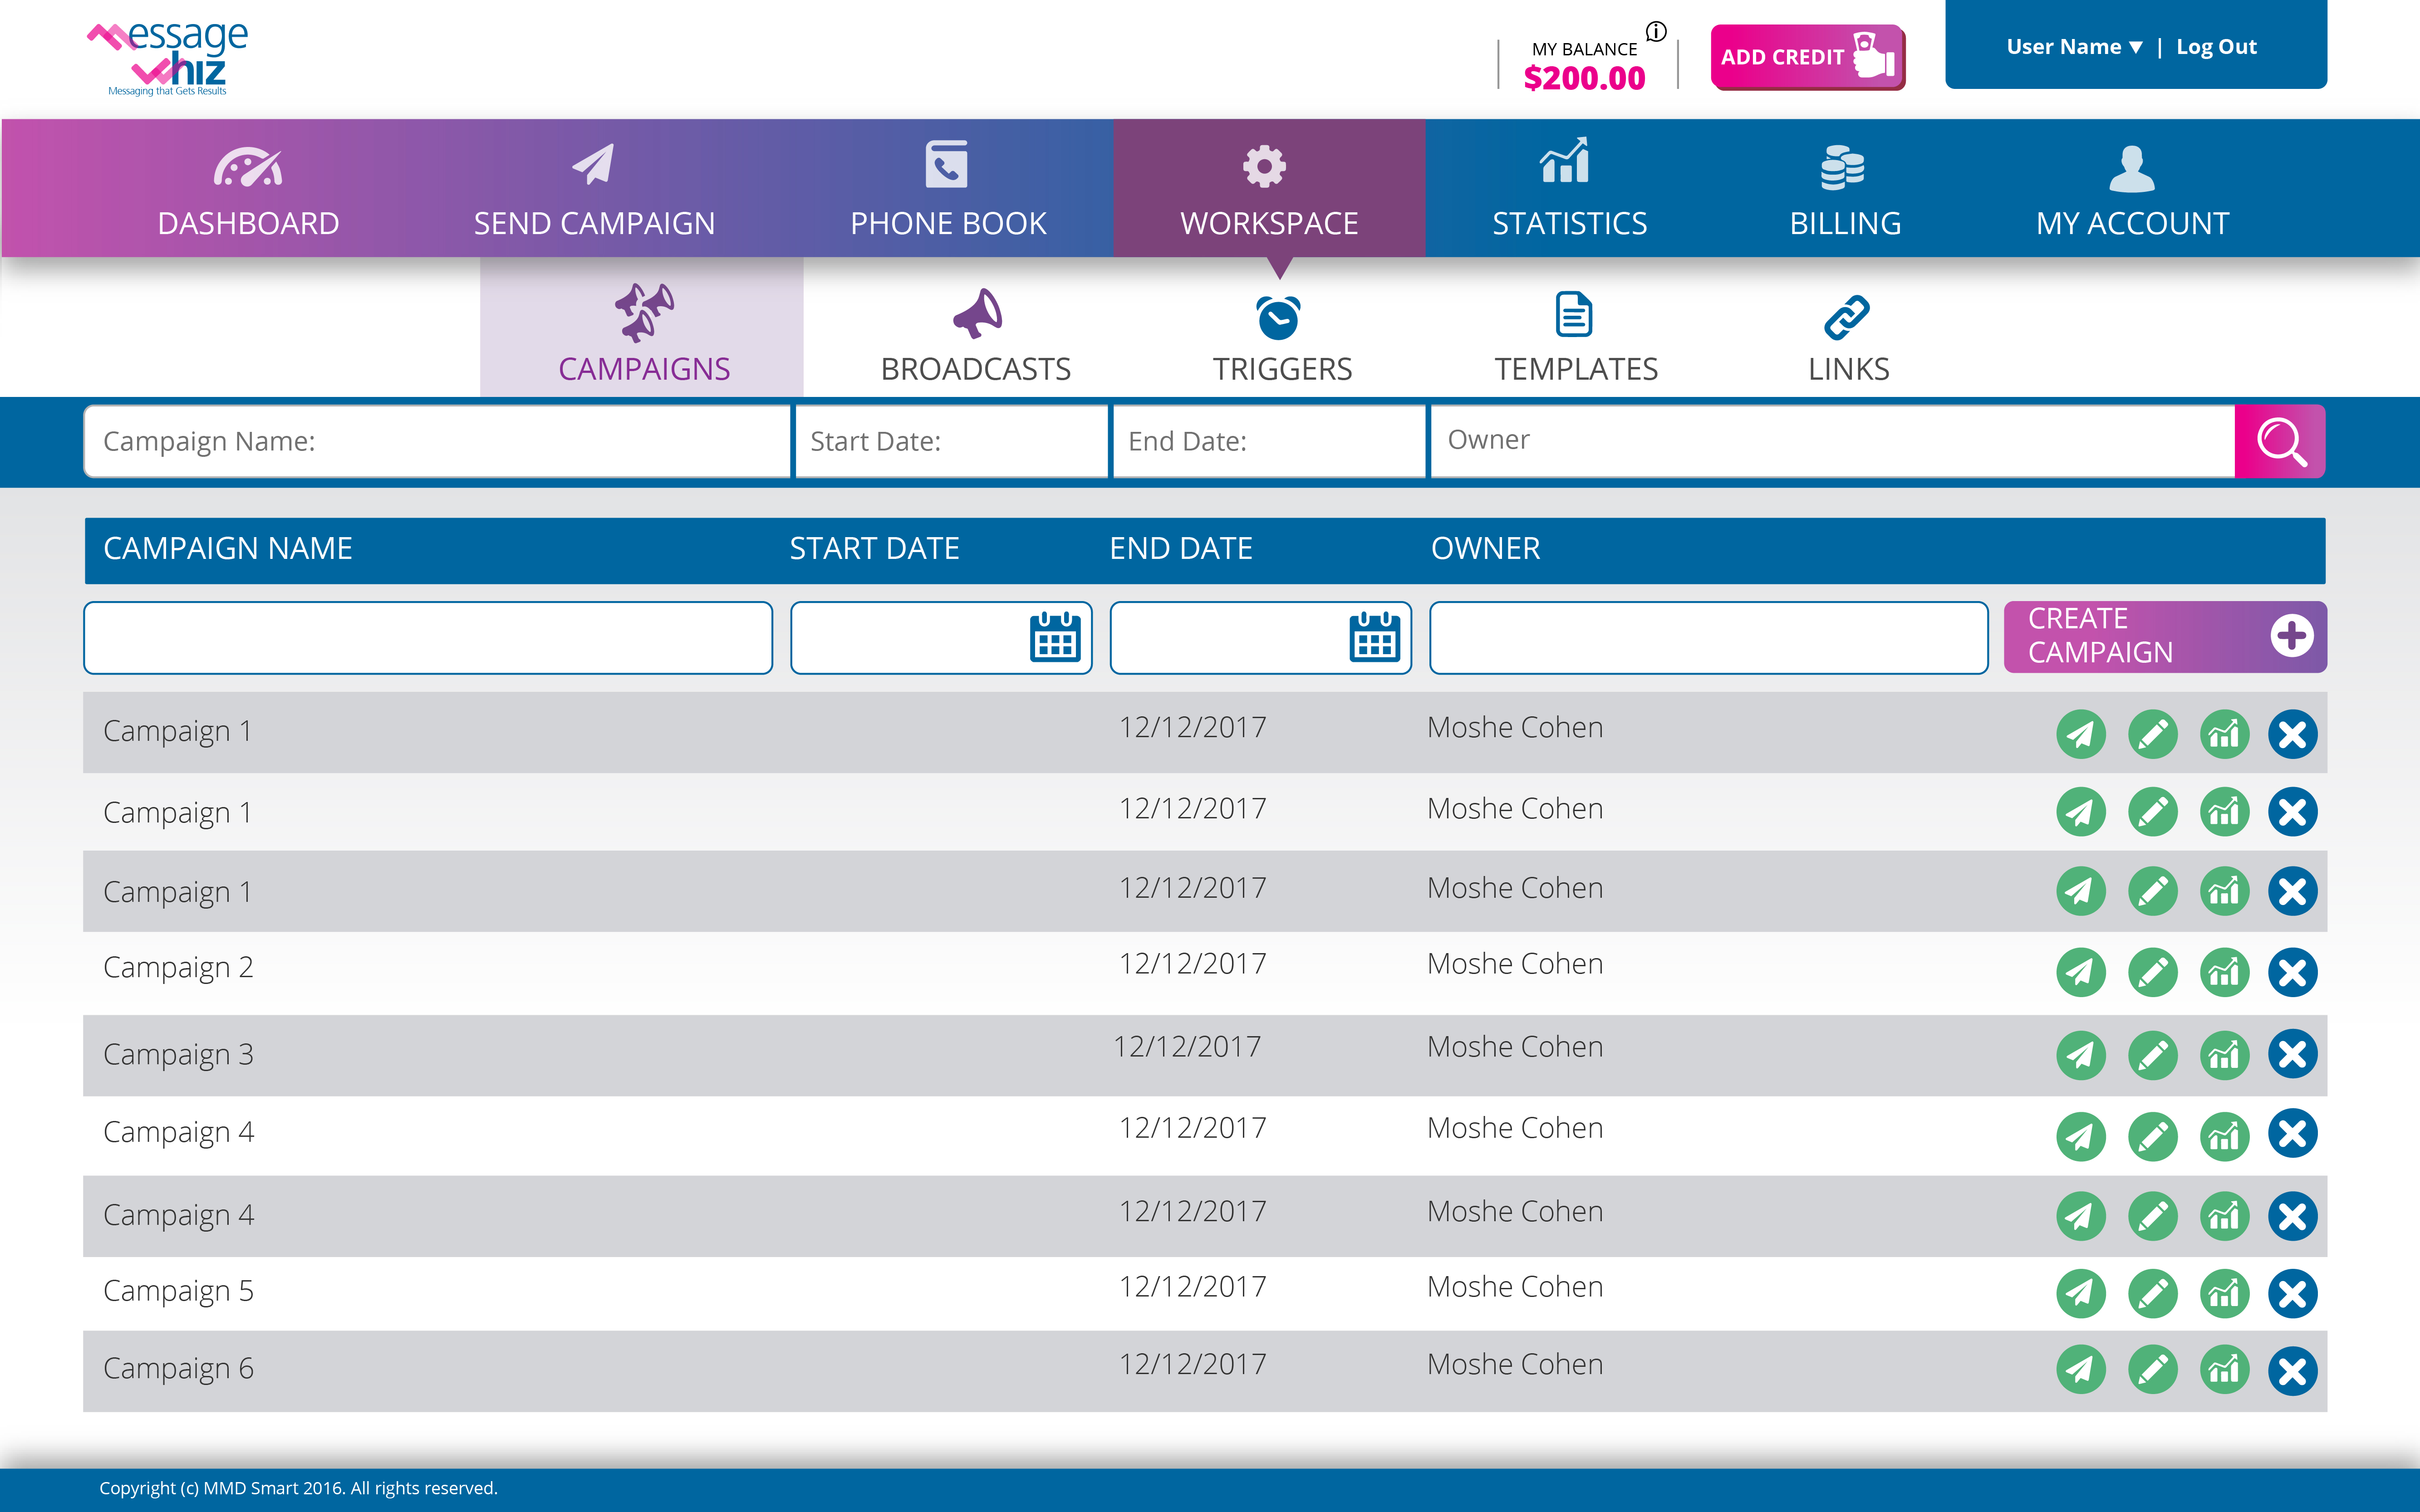 Message
Whiz
Messaging that Gets Results
MY BALANCE
$200.00
ADD CREDIT
User Name | Log Out
DASHBOARD
SEND CAMPAIGN
PHONE BOOK
WORKSPACE
STATISTICS
BILLING
MY ACCOUNT
CAMPAIGNS
BROADCASTS
TRIGGERS
TEMPLATES
LINKS
Campaign Name:
Start Date:
End Date:
Owner
CAMPAIGN NAME START DATE END DATE OWNER
CREATE
CAMPAIGN
Campaign 1 12/12/2017 Moshe Cohen
Campaign 1 12/12/2017 Moshe Cohen
Campaign 1 12/12/2017 Moshe Cohen
Campaign 2 12/12/2017 Moshe Cohen
Campaign 3 12/12/2017 Moshe Cohen
Campaign 4 12/12/2017 Moshe Cohen
Campaign 4 12/12/2017 Moshe Cohen
Campaign 5 12/12/2017 Moshe Cohen
Campaign 6 12/12/2017 Moshe Cohen
Copyright (c) MMD Smart 2016. All rights reserved.